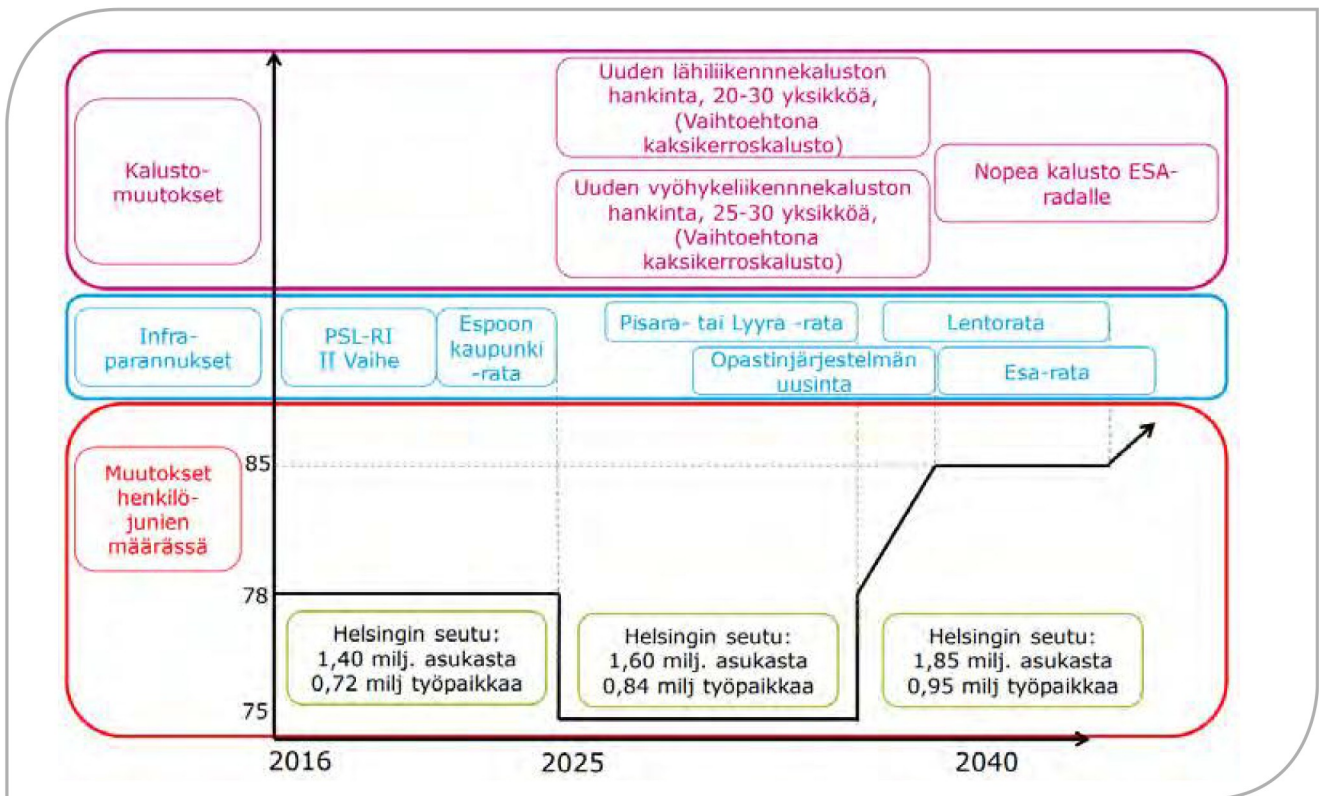 Kalusto-
muutokset
Uuden lähiliikennnekaluston
hankinta, 20-30 yksikköä,
(Vaihtoehtona
kaksikerroskalusto)
Uuden vyöhykeliikennnekaluston
hankinta, 25-30 yksikköä,
(Vaihtoehtona
kaksikerroskalusto)
Nopea kalusto ESA-
radalle
Infra-
parannukset
PSL-RI
II Vaihe
Espoon
kaupunki
-rata
Pisara- tai Lyyra -rata
Opastinjärjestelmän
uusinta
Lentorata
Esa-rata
Muutokset
henkilö-
junien
määrässä
85
78
75
Helsingin seutu:
1,40 milj. asukasta
0,72 milj työpaikkaa
Helsingin seutu:
1,60 milj. asukasta
0,84 milj työpaikkaa
Helsingin seutu:
1,85 milj. asukasta
0,95 milj työpaikkaa
2016
2025
2040